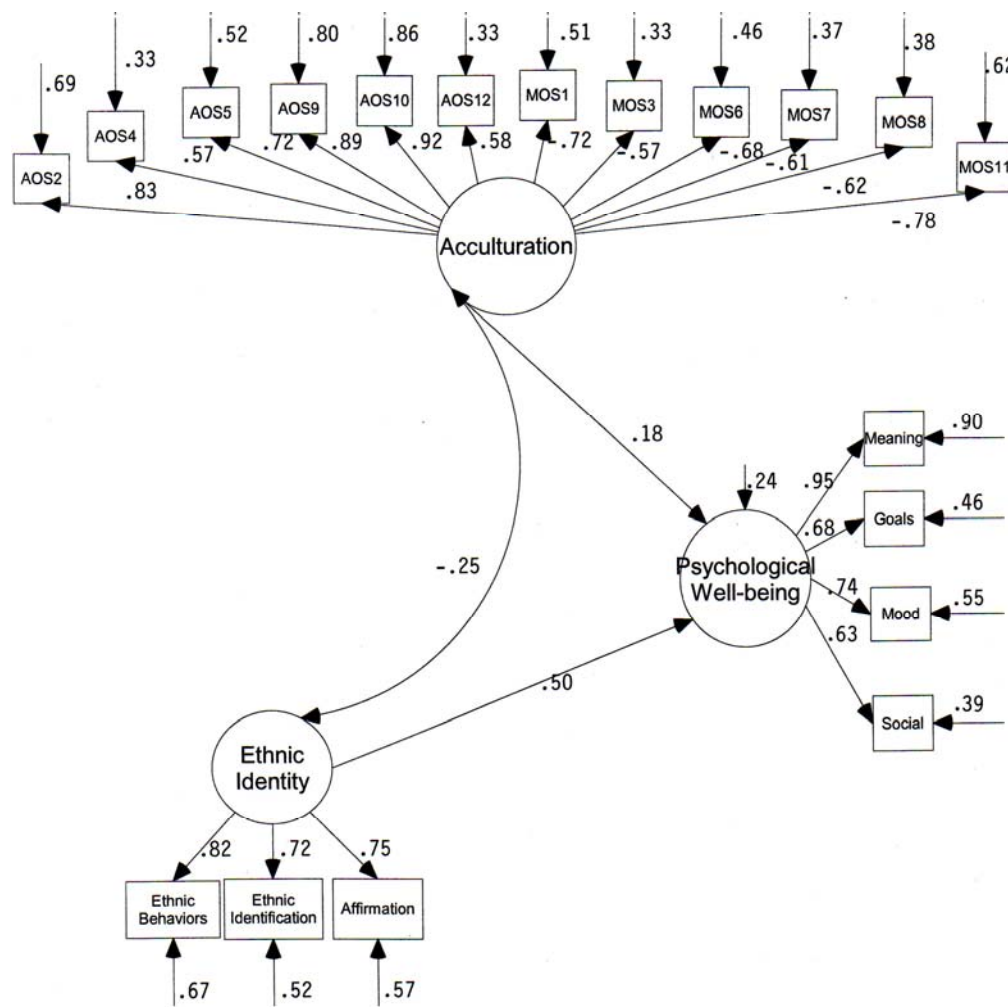 .69
.33
.52
.80
.86
.33
.51
.33
.46
.37
.38
.62
AOS2
AOS4
AOS5
AOS9
AOS10
AOS12
MOS1
MOS3
MOS6
MOS7
MOS8
MOS11
.83
.57
.72
.89
.92
.58
-.72
-.57
-.68
-.61
-.62
-.78
Acculturation
.18
-.25
.50
.24
Psychological
Well-being
.95
.68
.74
.63
Meaning
.90
Goals
.46
Mood
.55
Social
.39
Ethnic
Identity
.82
.72
.75
Ethnic
Behaviors
Ethnic
Identification
Affirmation
.67
.52
.57